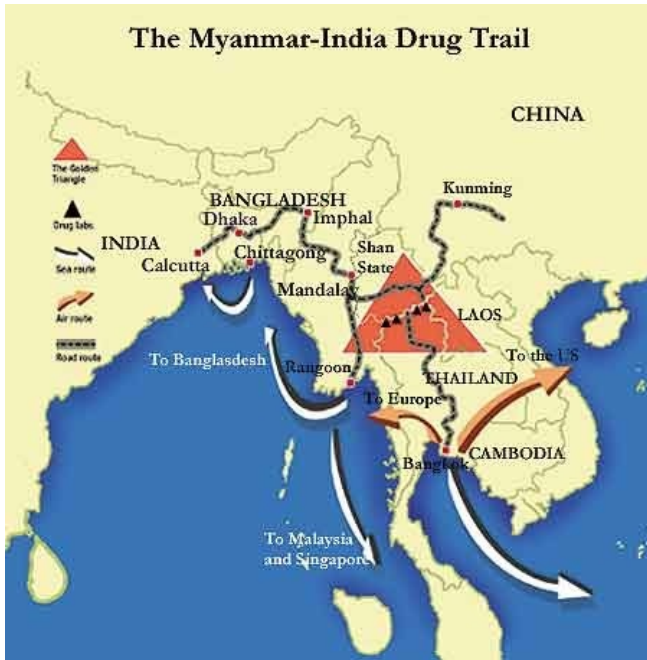 The Myanmar-India Drug Trail
CHINA
The Golden
Triangle
Drug labs
Sea route
Air route
Road route
INDIA
BANGLADESH
Dhaka
Imphal
Kunming
Calcutta
Chittagong
Shan
State
Mandalay
LAOS
To Banglasdesh
Rangoon
To the US
THAILAND
To Europe
Bangkok
CAMBODIA
To Malaysia
and Singapore